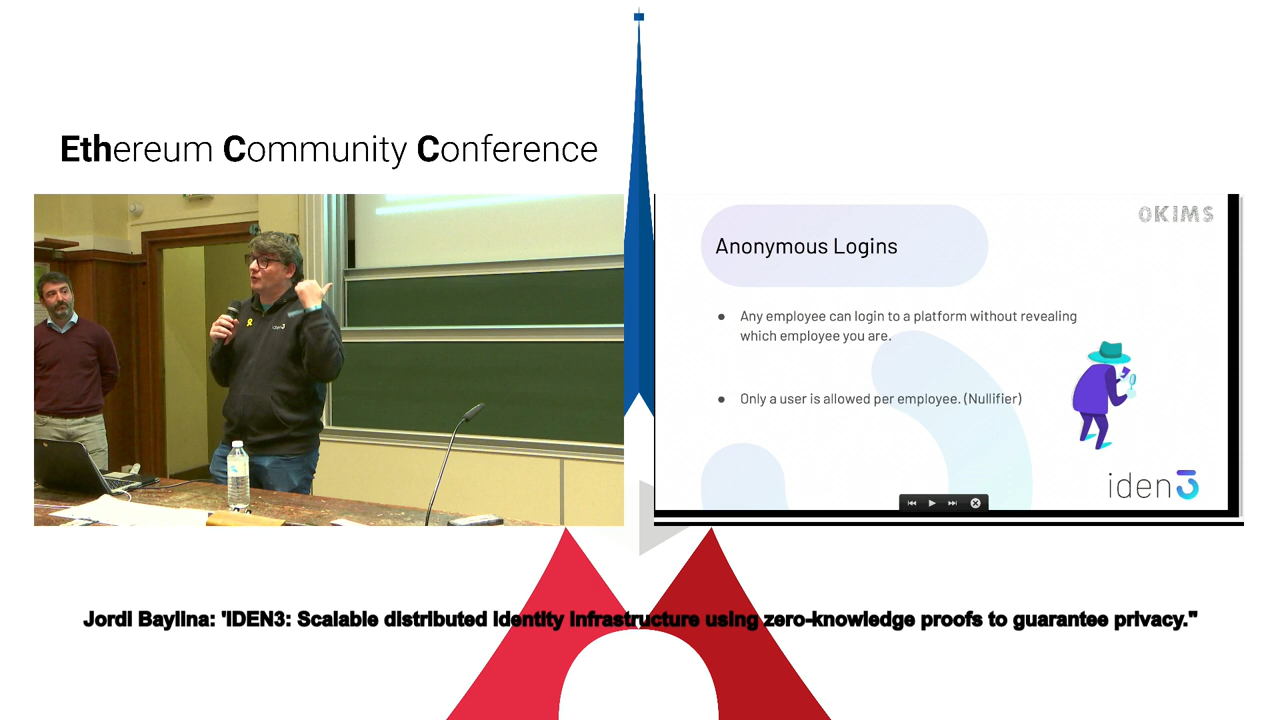 Ethereum Community Conference
OKIMS
Anonymous Logins
● Any employee can login to a platform without revealing
which employee you are.
● Only a user is allowed per employee. (Nullifier)
iden3
iden3
Jordi Baylina: "IDEN3: Scalable distributed identity infrastructure using zero-knowledge proofs to guarantee privacy."